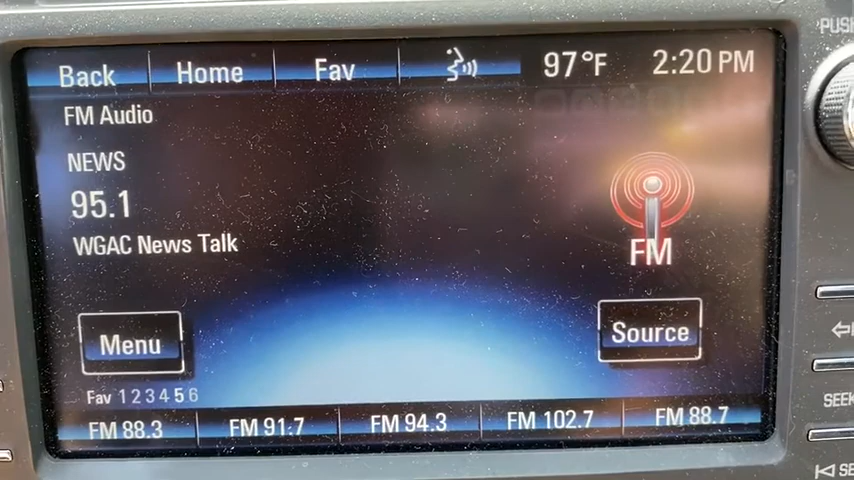 PUSH
Back Home Fav 97°F 2:20 PM
FM Audio
NEWS
95.1
WGAC News Talk
FM
Menu Source
Fav 1 2 3 4 5 6
SEEK
FM 88.3 FM 91.7 FM 94.3 FM 102.7 FM 88.7